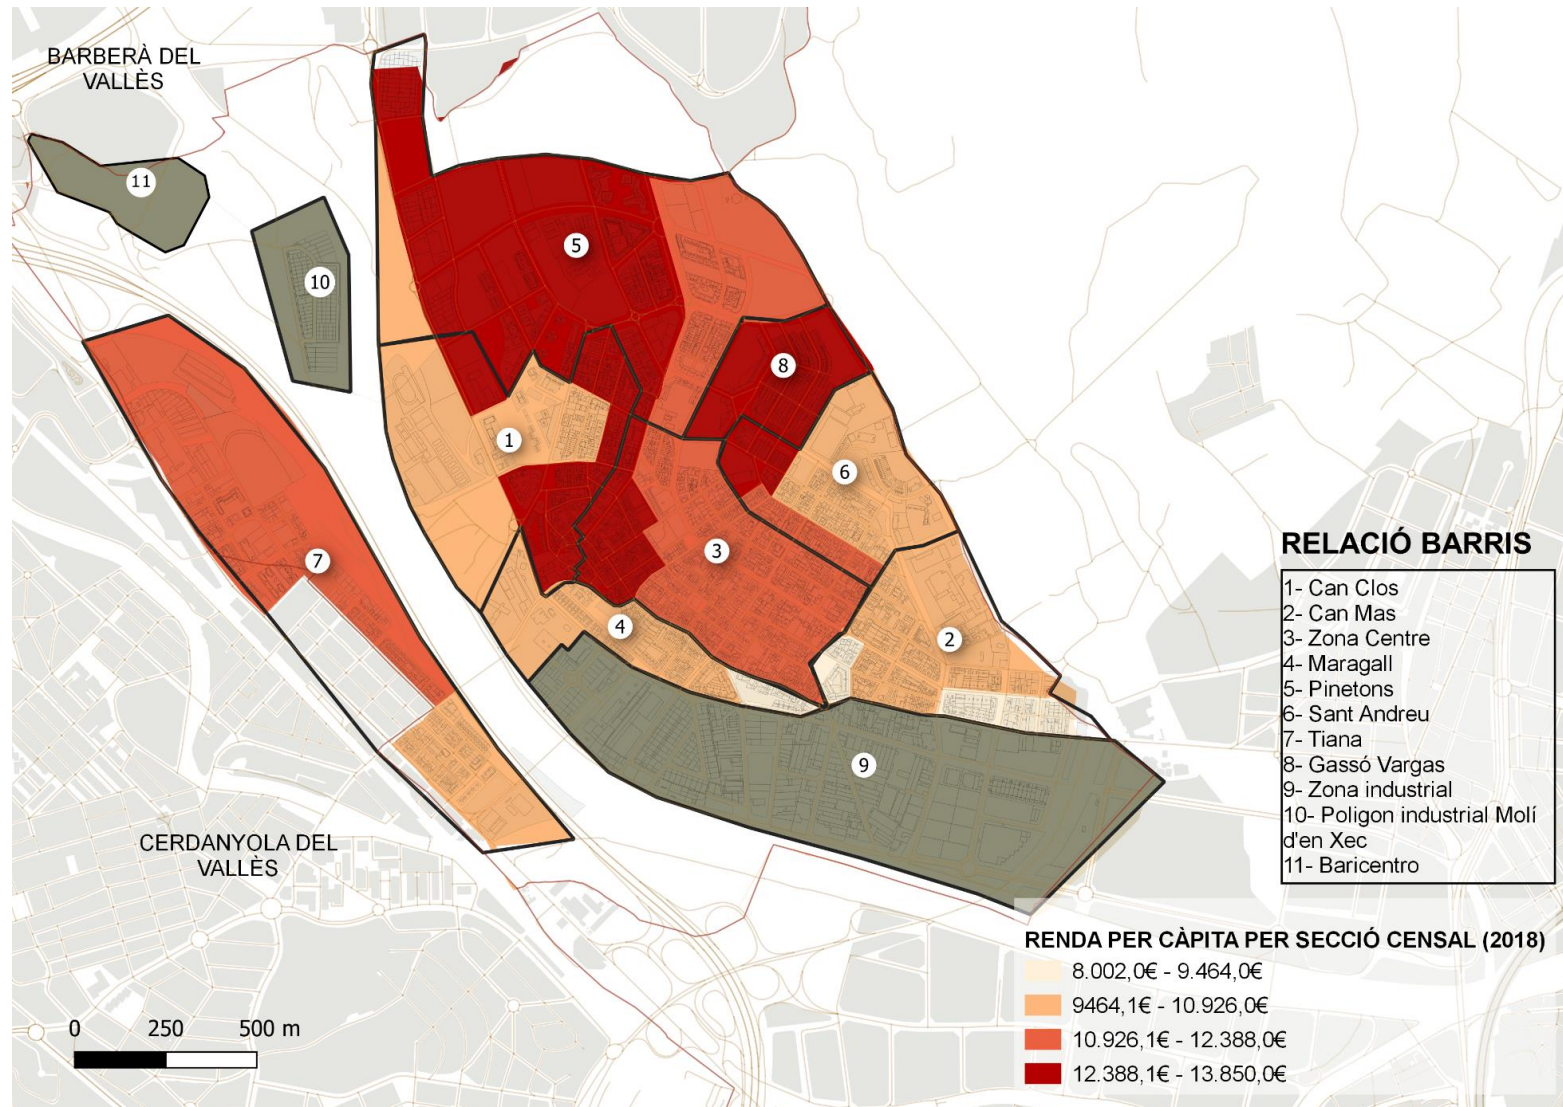 BARBERÀ DEL
VALLÈS
11
10
5
8
1
6
7
3
4
2
9
CERDANYOLA DEL
VALLÈS
RELACIÓ BARRIS
1- Can Clos
2- Can Mas
3- Zona Centre
4- Maragall
5- Pinetons
6- Sant Andreu
7- Tiana
8- Gassó Vargas
9- Zona industrial
10- Poligon industrial Molí
d'en Xec
11- Baricentro
RENDA PER CÀPITA PER SECCIÓ CENSAL (2018)
8.002,0€ - 9.464,0€
9464,1€ - 10.926,0€
10.926,1€ - 12.388,0€
12.388,1€ - 13.850,0€
0 250 500 m